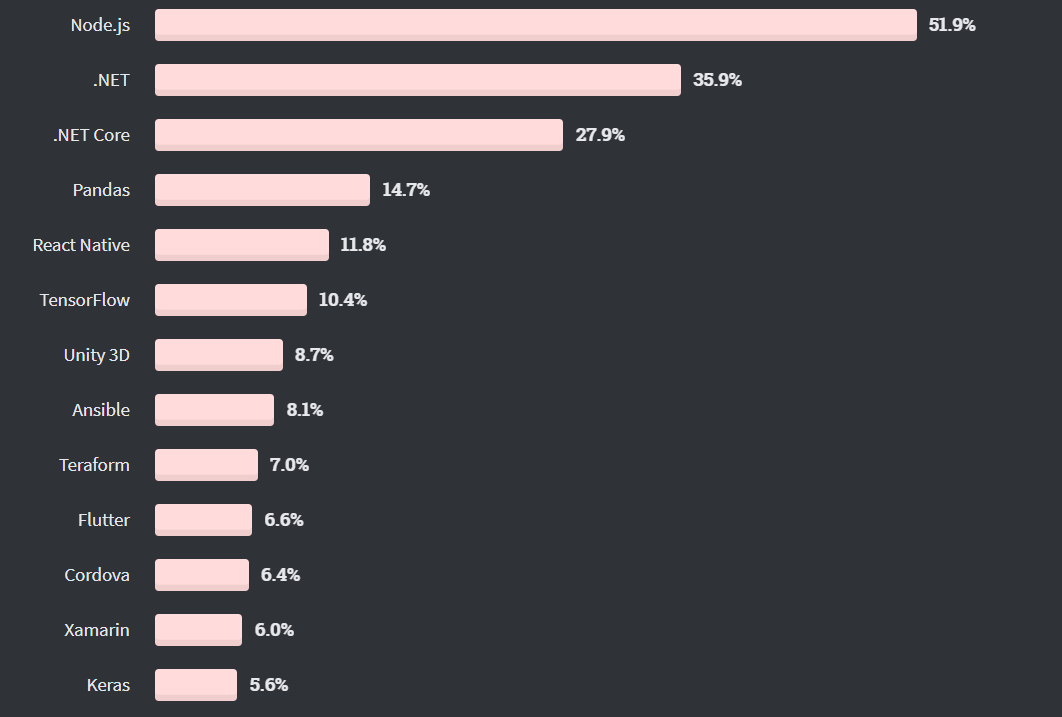 Node.js 51.9%
.NET 35.9%
.NET Core 27.9%
Pandas 14.7%
React Native 11.8%
TensorFlow 10.4%
Unity 3D 8.7%
Ansible 8.1%
Teraform 7.0%
Flutter 6.6%
Cordova 6.4%
Xamarin 6.0%
Keras 5.6%